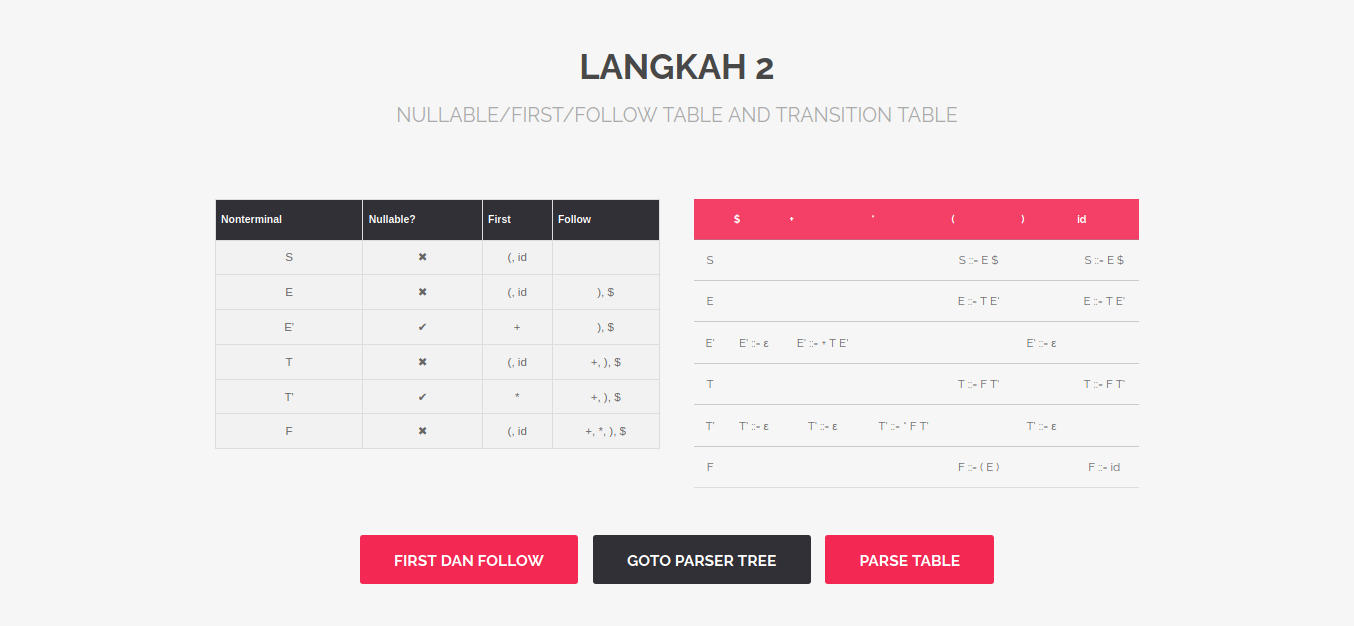 LANGKAH 2
NULLABLE/FIRST/FOLLOW TABLE AND TRANSITION TABLE
Nonterminal Nullable? First Follow
S ✖ (, id
E ✖ (, id ), $
E' ✔ + ), $
T ✖ (, id +, ), $
T' ✔ * +, ), $
F ✖ (, id +, *, ), $
$ + * ( ) id
S S ::= E $ S ::= E $
E E ::= T E' E ::= T E'
E' E' ::= ε E' ::= + T E' E' ::= ε
T T ::= F T' T ::= F T'
T' T' ::= ε T' ::= ε T' ::= * F T' T' ::= ε
F F ::= ( E ) F ::= id
FIRST DAN FOLLOW
GOTO PARSER TREE
PARSE TABLE